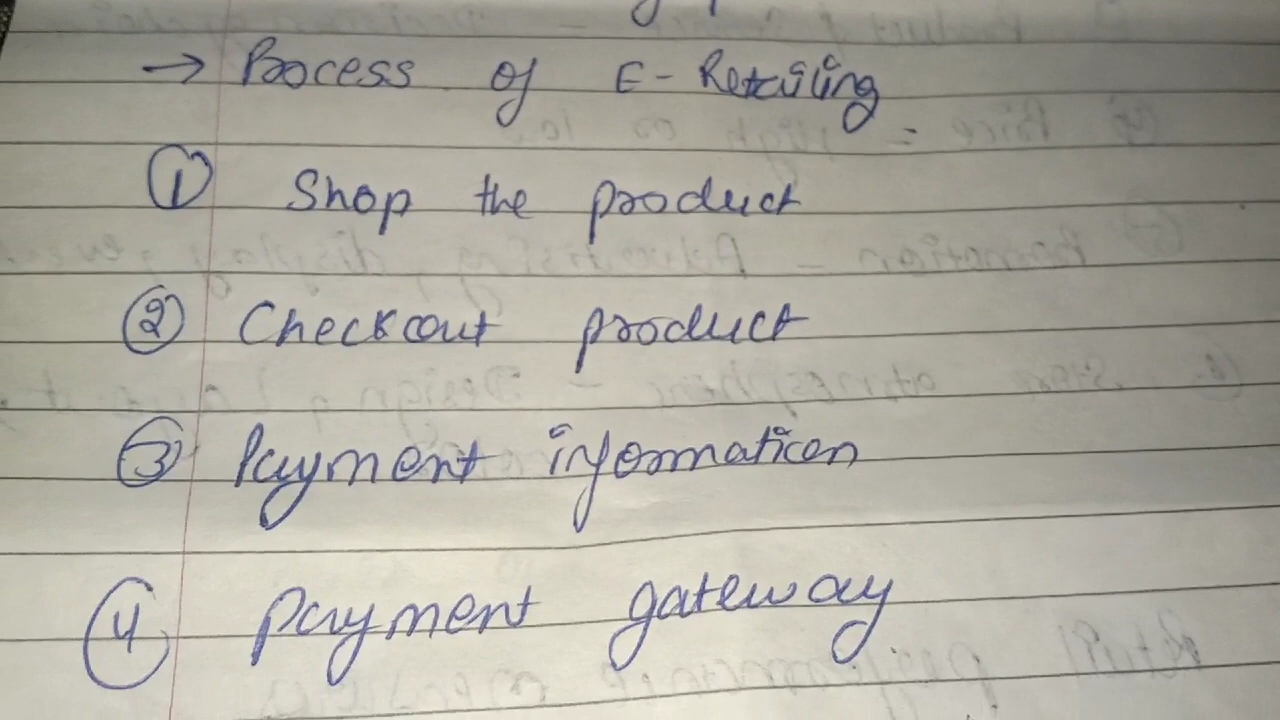 → Process of E-Retailing
① Shop the product
② Checkout product
③ Payment information
④ Payment gateway